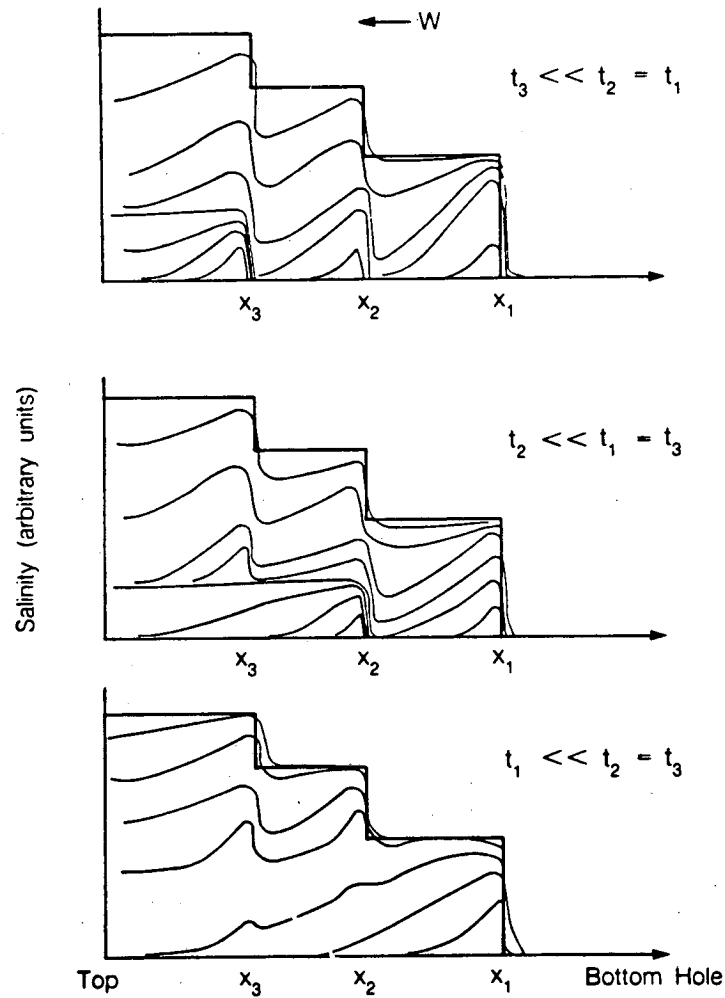 ← W
t₃ << t₂ = t₁
x₃ x₂ x₁
Salinity (arbitrary units)
t₂ << t₁ = t₃
x₃ x₂ x₁
t₁ << t₂ = t₃
Top x₃ x₂ x₁ Bottom Hole